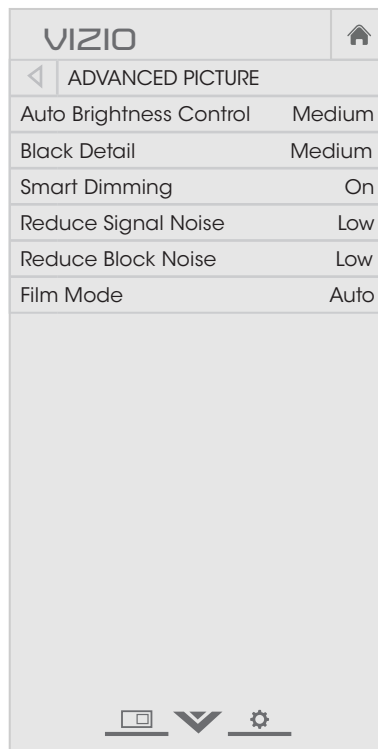 VIZIO
ADVANCED PICTURE
Auto Brightness Control Medium
Black Detail Medium
Smart Dimming On
Reduce Signal Noise Low
Reduce Block Noise Low
Film Mode Auto